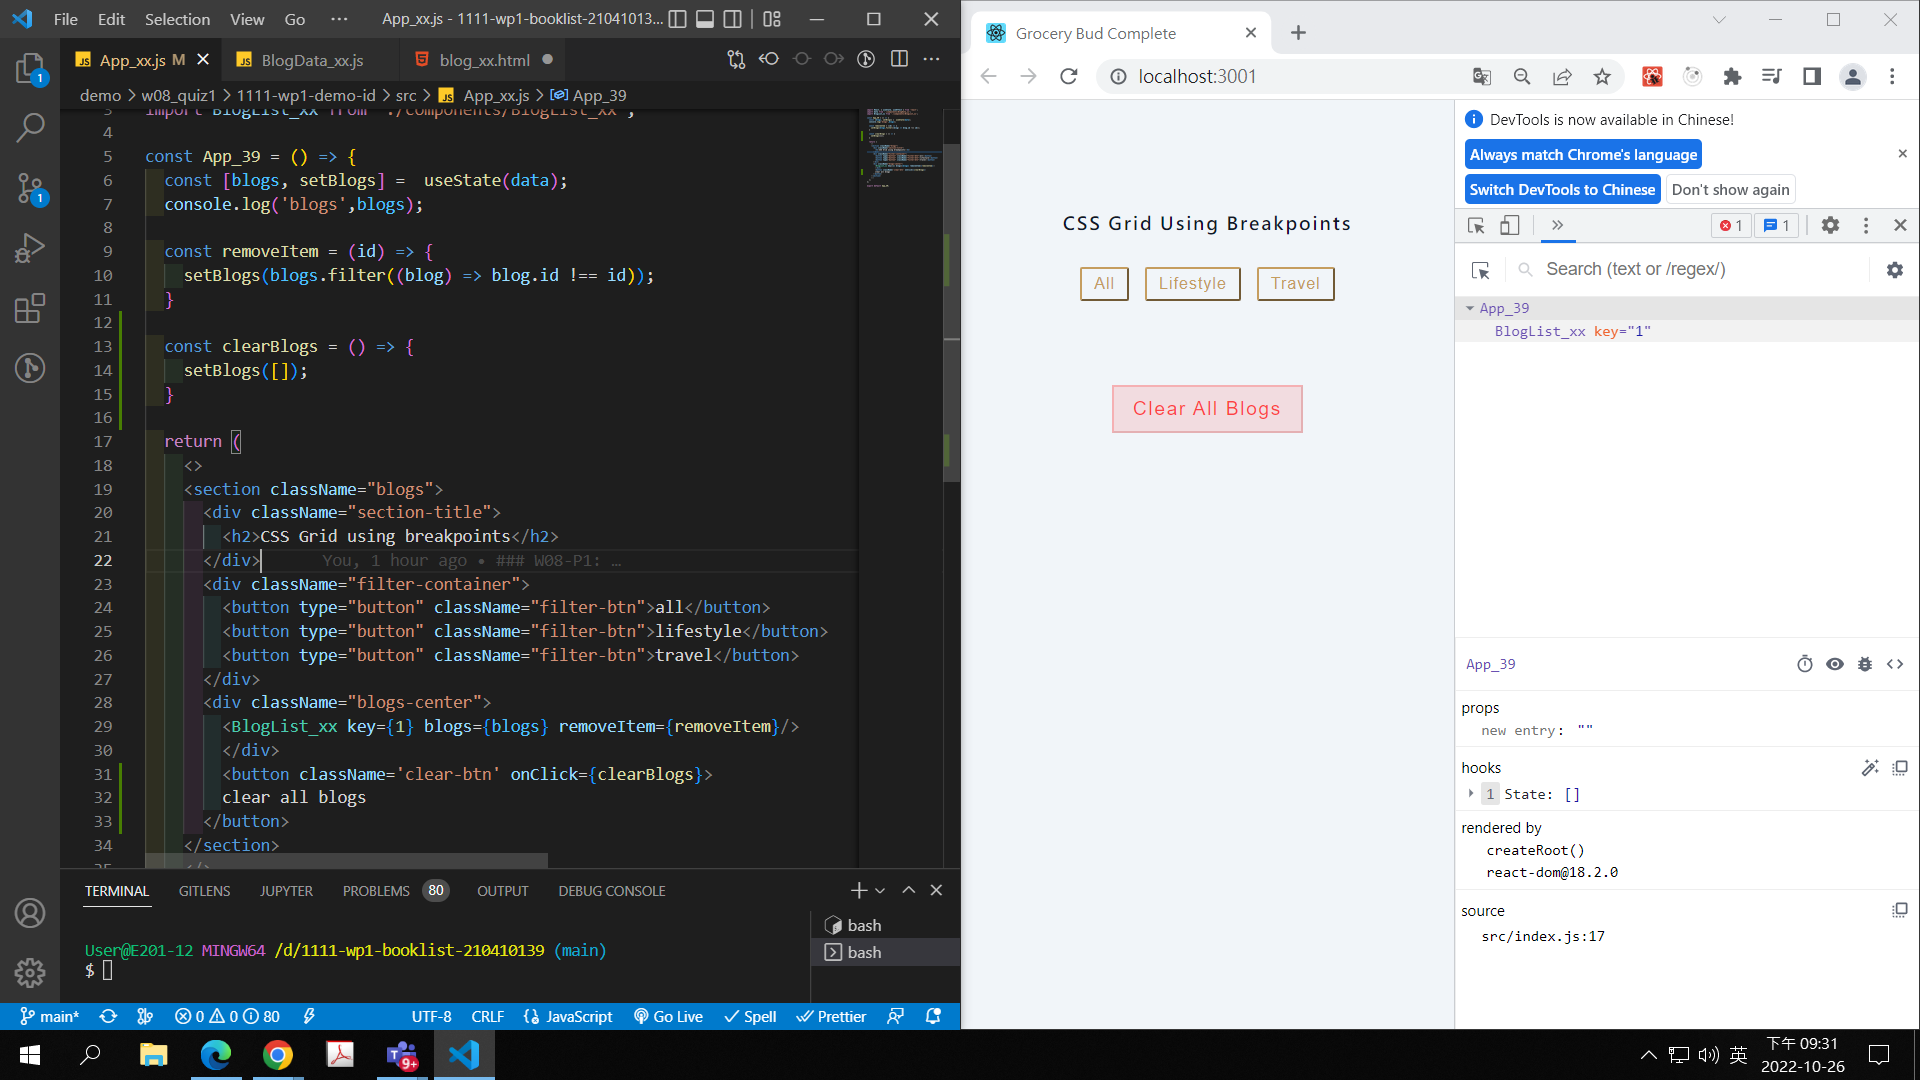 File Edit Selection View Go ··· App_xx.js - 1111-wp1-booklist-21041013...
App_xx.js M BlogData_xx.js blog_xx.html
demo > w08_quiz1 > 1111-wp1-demo-id > src > App_xx.js > App_39
3 import BlogList_xx from './components/BlogList_xx';
4
5 const App_39 = () => {
6 const [blogs, setBlogs] = useState(data);
7 console.log('blogs',blogs);
8
9 const removeItem = (id) => {
10 setBlogs(blogs.filter((blog) => blog.id !== id));
11 }
12
13 const clearBlogs = () => {
14 setBlogs([]);
15 }
16
17 return (
18 <>
19 <section className="blogs">
20 <div className="section-title">
21 <h2>CSS Grid using breakpoints</h2>
22 </div> You, 1 hour ago • ### W08-P1: …
23 <div className="filter-container">
24 <button type="button" className="filter-btn">all</button>
25 <button type="button" className="filter-btn">lifestyle</button>
26 <button type="button" className="filter-btn">travel</button>
27 </div>
28 <div className="blogs-center">
29 <BlogList_xx key={1} blogs={blogs} removeItem={removeItem}/>
30 </div>
31 <button className='clear-btn' onClick={clearBlogs}>
32 clear all blogs
33 </button>
34 </section>
35 </>
TERMINAL GITLENS JUPYTER PROBLEMS 80 OUTPUT DEBUG CONSOLE
bash
bash
User@E201-12 MINGW64 /d/1111-wp1-booklist-210410139 (main)
$
main* 0 0 80 UTF-8 CRLF JavaScript Go Live Spell Prettier
Grocery Bud Complete
localhost:3001
CSS Grid Using Breakpoints
All Lifestyle Travel
Clear All Blogs
DevTools is now available in Chinese!
Always match Chrome's language
Switch DevTools to Chinese Don't show again
1 1
Search (text or /regex/)
App_39
BlogList_xx key="1"
App_39
props
new entry: ""
hooks
1 State: []
rendered by
createRoot()
react-dom@18.2.0
source
src/index.js:17
9+
英
下午 09:31
2022-10-26